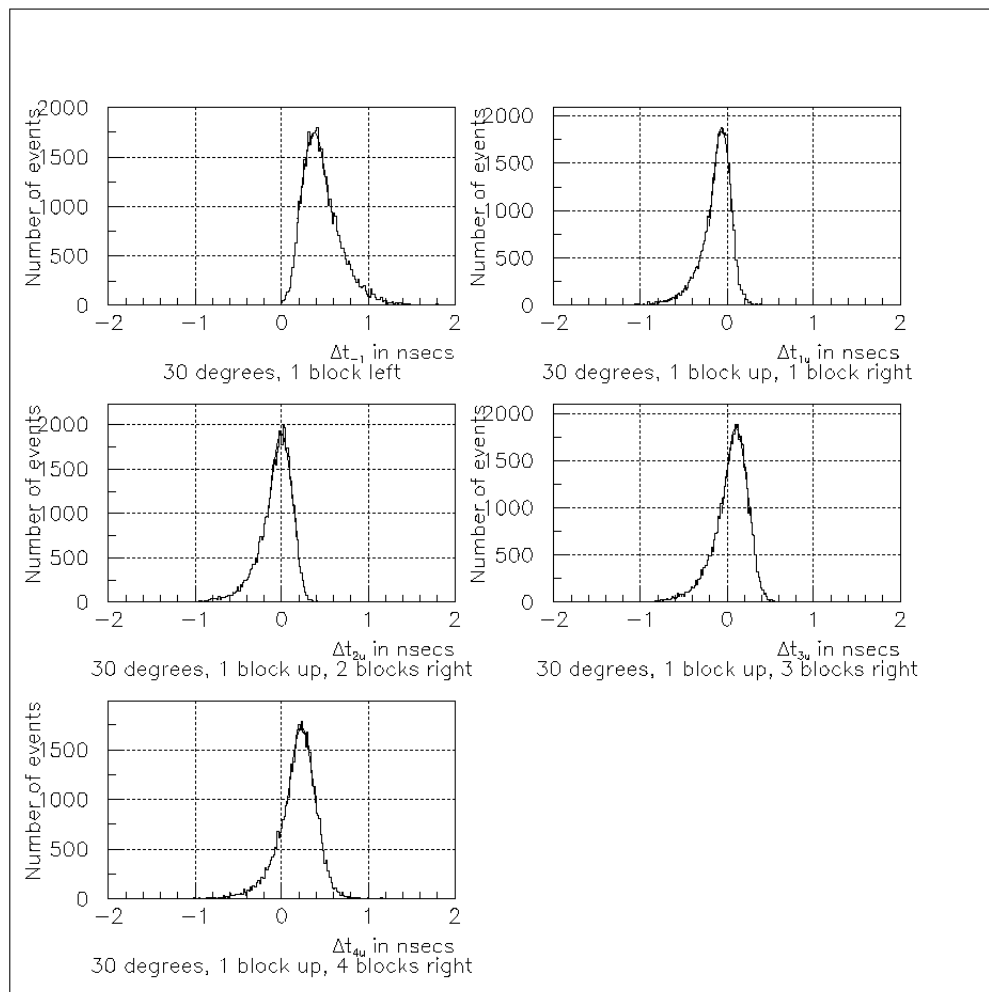 Number of events
2000
1500
1000
500
0
−2 −1 0 1 2
Δt₋₁ in nsecs
30 degrees, 1 block left
Number of events
2000
1500
1000
500
0
−2 −1 0 1 2
Δt₁ᵤ in nsecs
30 degrees, 1 block up, 1 block right
Number of events
2000
1500
1000
500
0
−2 −1 0 1 2
Δt₂ᵤ in nsecs
30 degrees, 1 block up, 2 blocks right
Number of events
2000
1500
1000
500
0
−2 −1 0 1 2
Δt₃ᵤ in nsecs
30 degrees, 1 block up, 3 blocks right
Number of events
1500
1000
500
0
−2 −1 0 1 2
Δt₄ᵤ in nsecs
30 degrees, 1 block up, 4 blocks right